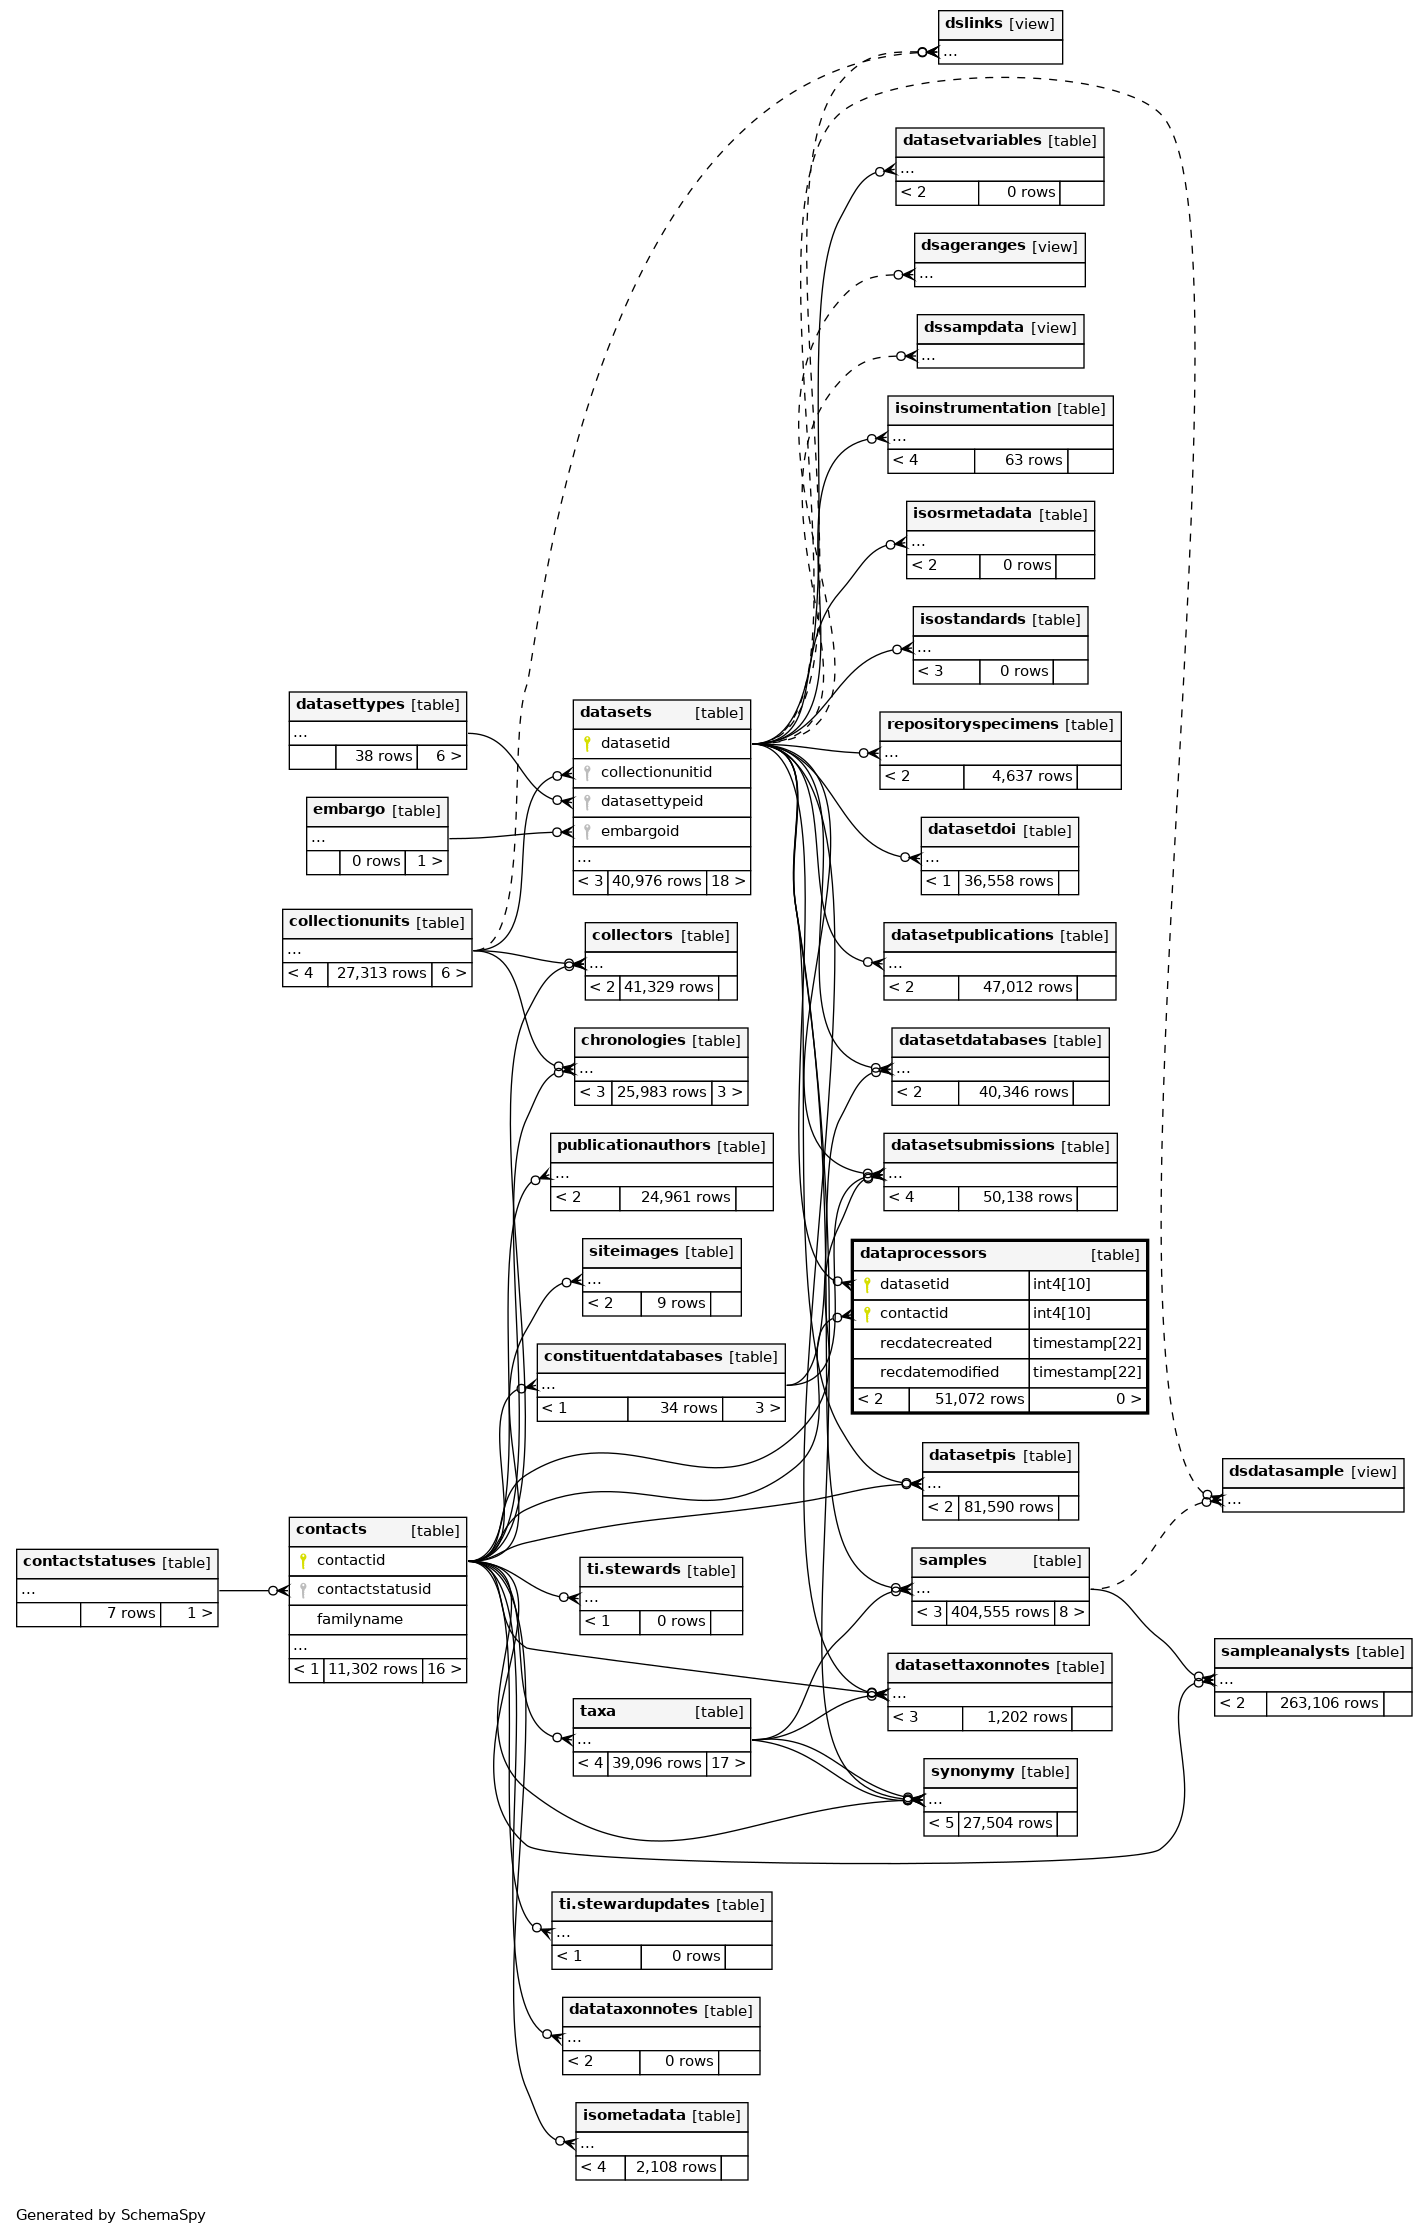 dslinks [view]
...
datasetvariables [table]
...
< 2 0 rows
dsageranges [view]
...
dssampdata [view]
...
isoinstrumentation [table]
...
< 4 63 rows
isosrmetadata [table]
...
< 2 0 rows
isostandards [table]
...
< 3 0 rows
datasettypes [table]
...
38 rows 6 >
embargo [table]
...
0 rows 1 >
collectionunits [table]
...
< 4 27,313 rows 6 >
datasets [table]
datasetid
collectionunitid
datasettypeid
embargoid
...
< 3 40,976 rows 18 >
repositoryspecimens [table]
...
< 2 4,637 rows
datasetdoi [table]
...
< 1 36,558 rows
collectors [table]
...
< 2 41,329 rows
datasetpublications [table]
...
< 2 47,012 rows
chronologies [table]
...
< 3 25,983 rows 3 >
datasetdatabases [table]
...
< 2 40,346 rows
publicationauthors [table]
...
< 2 24,961 rows
datasetsubmissions [table]
...
< 4 50,138 rows
siteimages [table]
...
< 2 9 rows
dataprocessors [table]
datasetid int4[10]
contactid int4[10]
recdatecreated timestamp[22]
recdatemodified timestamp[22]
< 2 51,072 rows 0 >
constituentdatabases [table]
...
< 1 34 rows 3 >
datasetpis [table]
...
< 2 81,590 rows
dsdatasample [view]
...
contactstatuses [table]
...
7 rows 1 >
contacts [table]
contactid
contactstatusid
familyname
...
< 1 11,302 rows 16 >
ti.stewards [table]
...
< 1 0 rows
samples [table]
...
< 3 404,555 rows 8 >
sampleanalysts [table]
...
< 2 263,106 rows
datasettaxonnotes [table]
...
< 3 1,202 rows
taxa [table]
...
< 4 39,096 rows 17 >
synonymy [table]
...
< 5 27,504 rows
ti.stewardupdates [table]
...
< 1 0 rows
datataxonnotes [table]
...
< 2 0 rows
isometadata [table]
...
< 4 2,108 rows
Generated by SchemaSpy